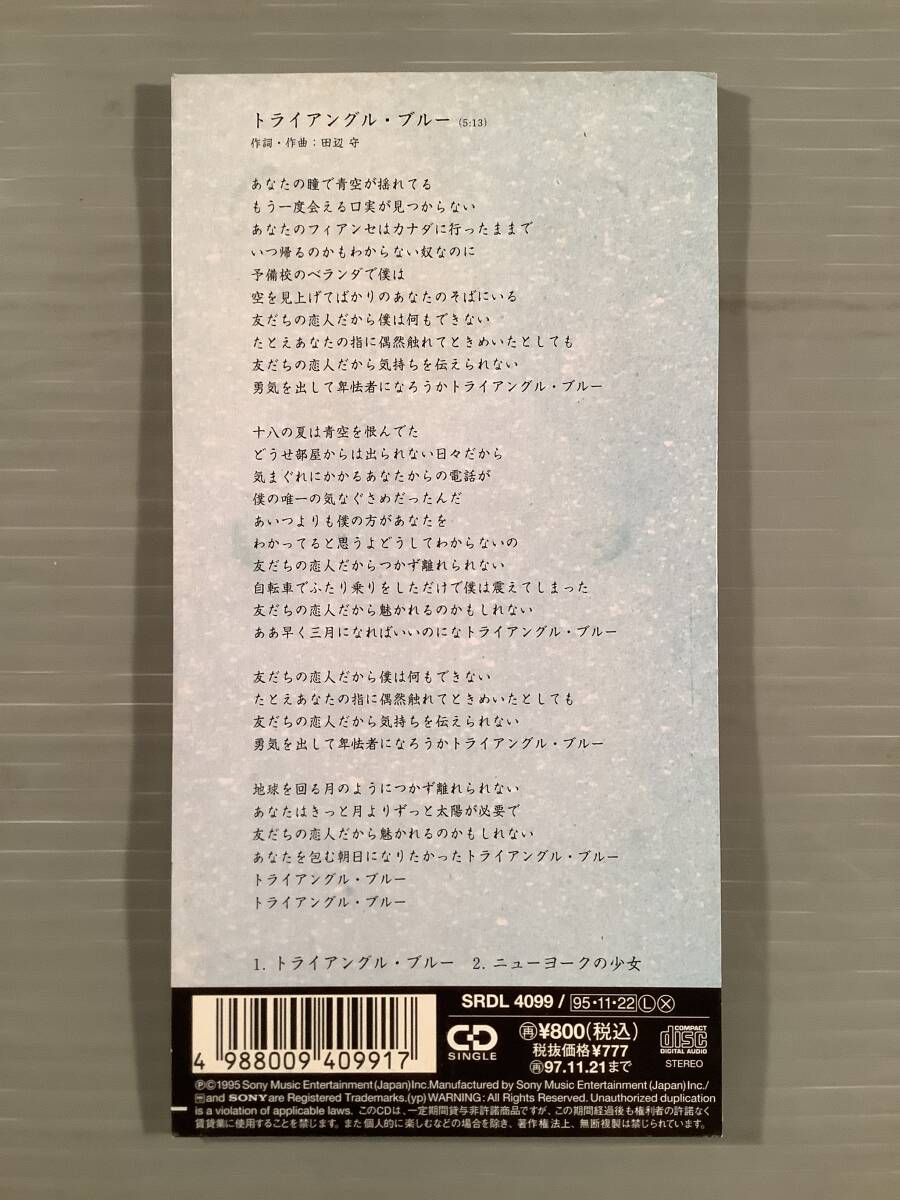 トライアングル・ブルー (5:13)
作詞・作曲：田辺 守
あなたの瞳で青空が揺れてる
もう一度会える口実が見つからない
あなたのフィアンセはカナダに行ったままで
いつ帰るのかもわからない奴なのに
予備校のベランダで僕は
空を見上げてばかりのあなたのそばにいる
友だちの恋人だから僕は何もできない
たとえあなたの指に偶然触れてときめいたとしても
友だちの恋人だから気持ちを伝えられない
勇気を出して卑怯者になろうかトライアングル・ブルー
十八の夏は青空を恨んでた
どうせ部屋からは出られない日々だから
気まぐれにかかるあなたからの電話が
僕の唯一の気なぐさめだったんだ
あいつよりも僕の方があなたを
わかってると思うよどうしてわからないの
友だちの恋人だからつかず離れられない
自転車でふたり乗りをしただけで僕は震えてしまった
友だちの恋人だから魅かれるのかもしれない
ああ早く三月になればいいのになトライアングル・ブルー
友だちの恋人だから僕は何もできない
たとえあなたの指に偶然触れてときめいたとしても
友だちの恋人だから気持ちを伝えられない
勇気を出して卑怯者になろうかトライアングル・ブルー
地球を回る月のようにつかず離れられない
あなたはきっと月よりずっと太陽が必要で
友だちの恋人だから魅かれるのかもしれない
あなたを包む朝日になりたかったトライアングル・ブルー
トライアングル・ブルー
トライアングル・ブルー
1. トライアングル・ブルー 2. ニューヨークの少女
4 988009 409917
SRDL 4099 / 95・11・22 Ⓛ Ⓧ
CD SINGLE
再 ¥800(税込)
税抜価格¥777
再 97.11.21まで
COMPACT disc DIGITAL AUDIO
STEREO
ⓅⒸ1995 Sony Music Entertainment(Japan)Inc. Manufactured by Sony Music Entertainment(Japan)Inc./
and SONY are Registered Trademarks.(yp) WARNING: All Rights Reserved. Unauthorized duplication
is a violation of applicable laws. このCDは、一定期間貸与非許諾商品ですが、この期間経過後も権利者の許諾なく
賃貸業に使用することを禁じます。また個人的に楽しむなどの場合を除き、著作権法上、無断複製は禁じられています。